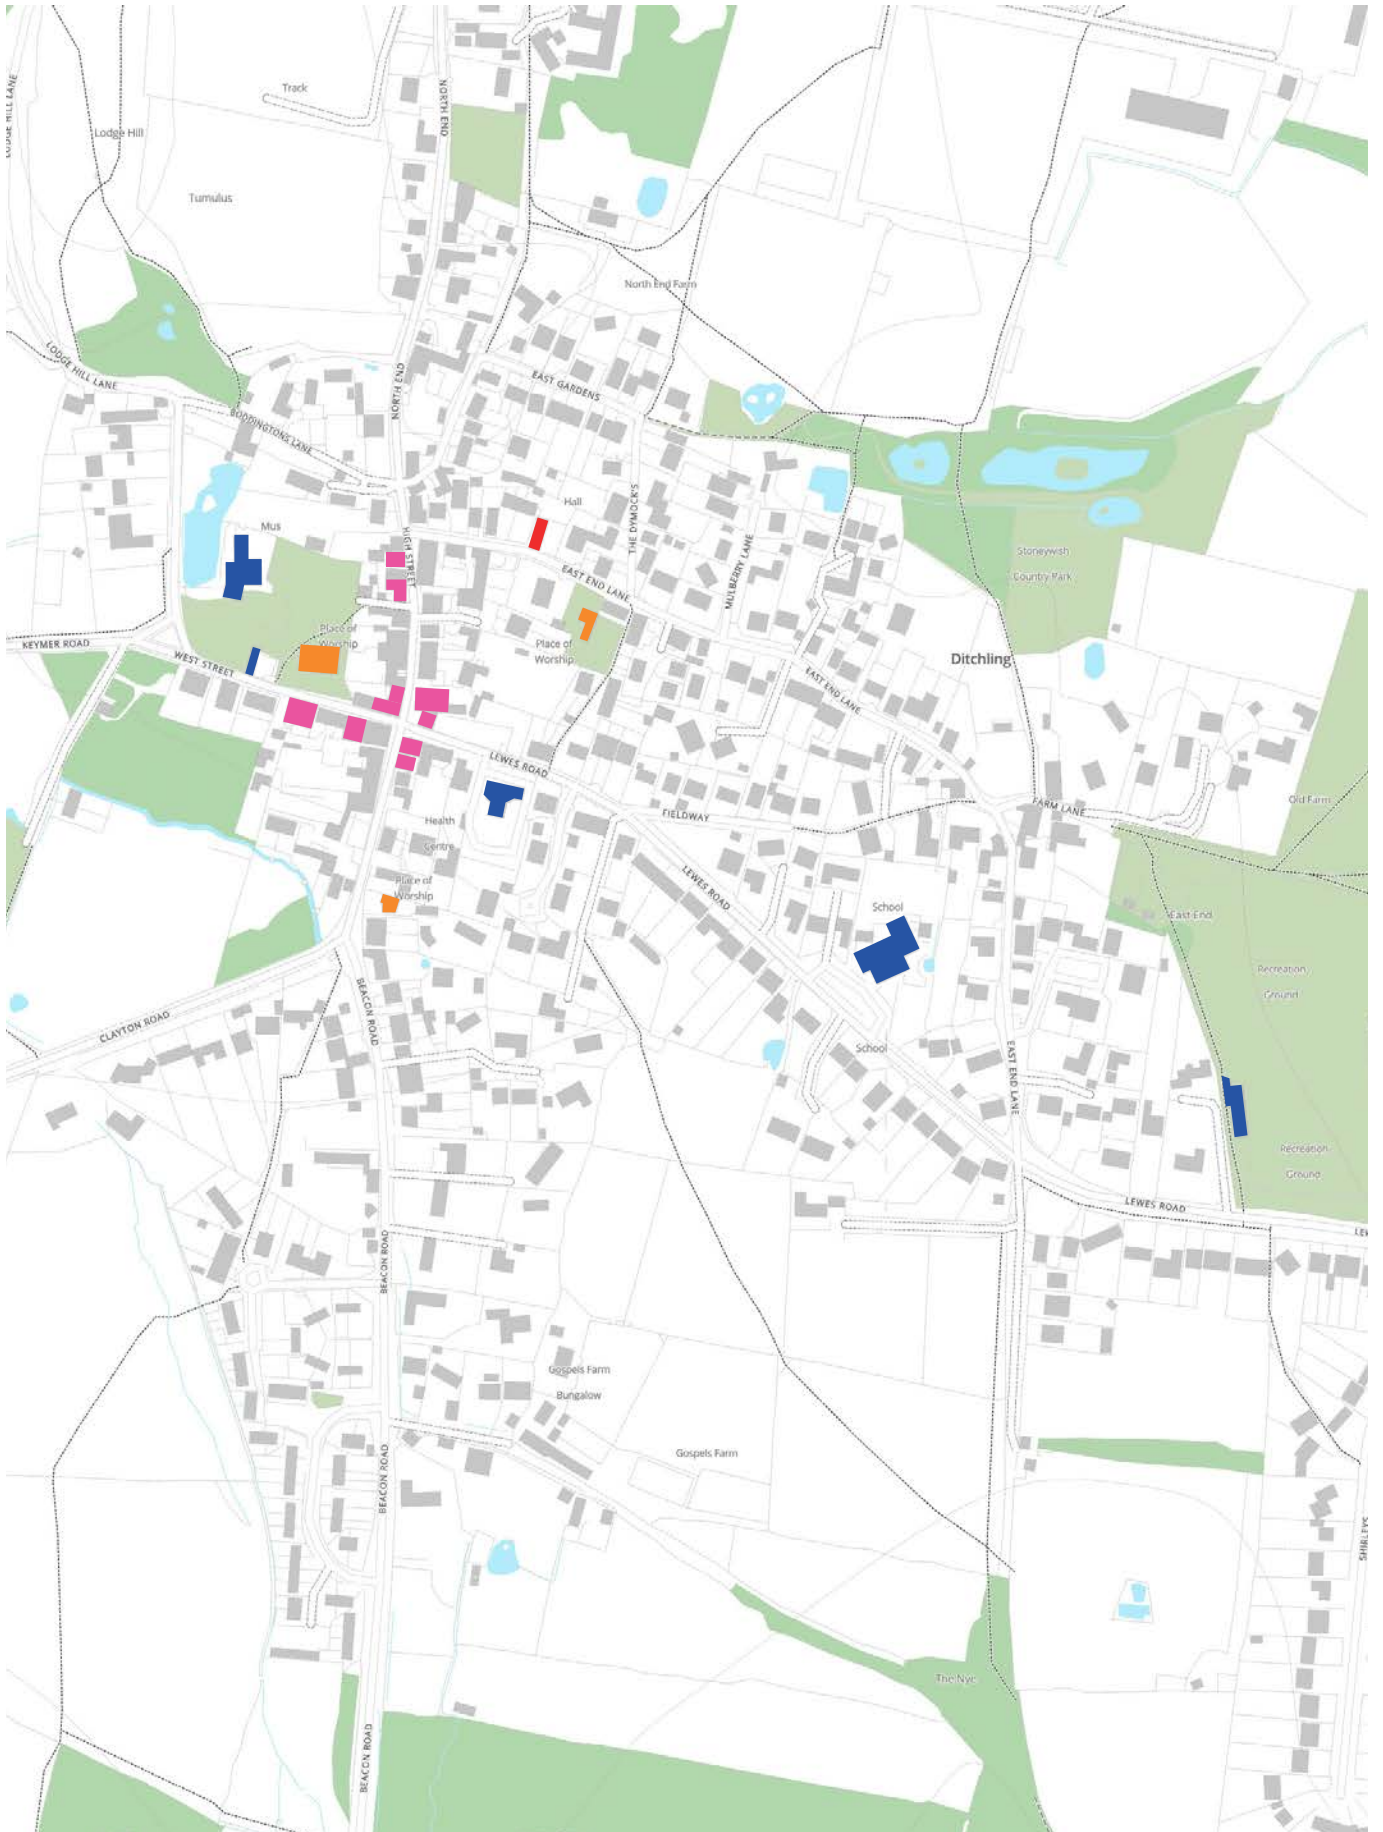 Track
NORTH END
LODGE HILL LANE
Lodge Hill
Tumulus
North End Farm
LODGE HILL LANE
NORTH END
EAST GARDENS
BODDINGTONS LANE
THE DYMOCK'S
Hall
Mus
HIGH STREET
Stoneywish
Country Park
EAST END LANE
MULBERRY LANE
Place of
Worship
KEYMER ROAD
Place of
Worship
WEST STREET
Ditchling
EAST END LANE
LEWES ROAD
Old Farm
FARM LANE
FIELDWAY
Health
Centre
LEWES ROAD
Place of
Worship
School
East End
Recreation
Ground
BEACON ROAD
CLAYTON ROAD
School
EAST END LANE
Recreation
Ground
LEWES ROAD
LEW
BEACON ROAD
Gospels Farm
Bungalow
Gospels Farm
BEACON ROAD
SHIRLEYS
The Nye
BEACON ROAD